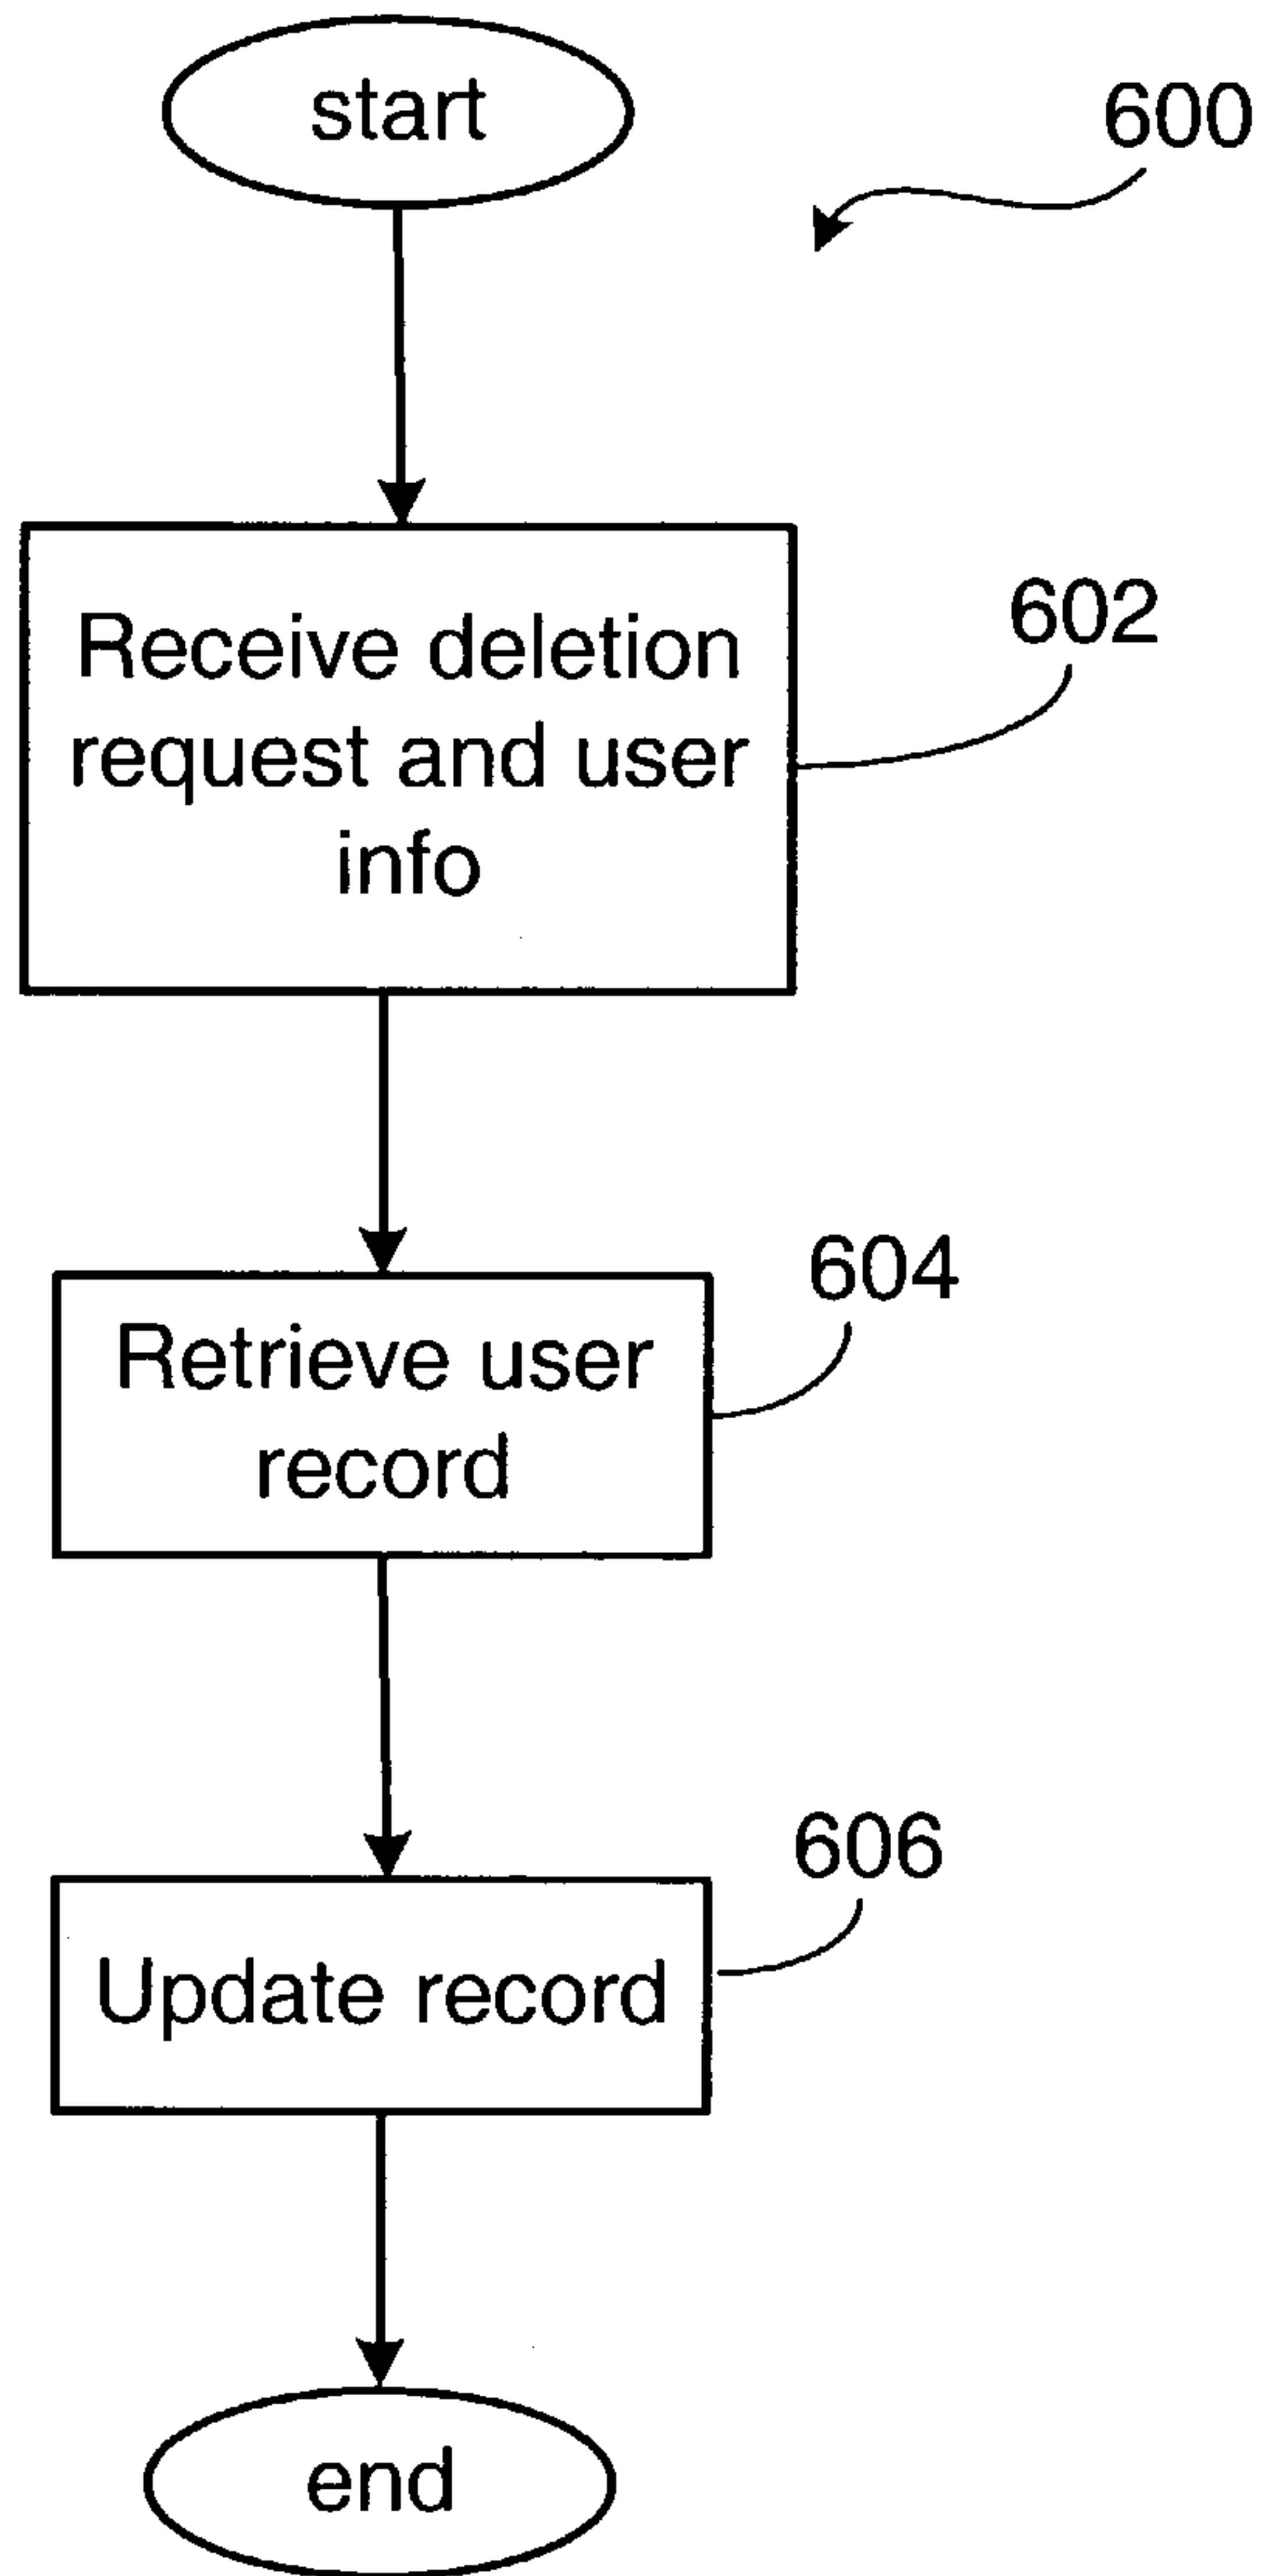 start
600
Receive deletion
request and user
info
602
Retrieve user
record
604
Update record
606
end